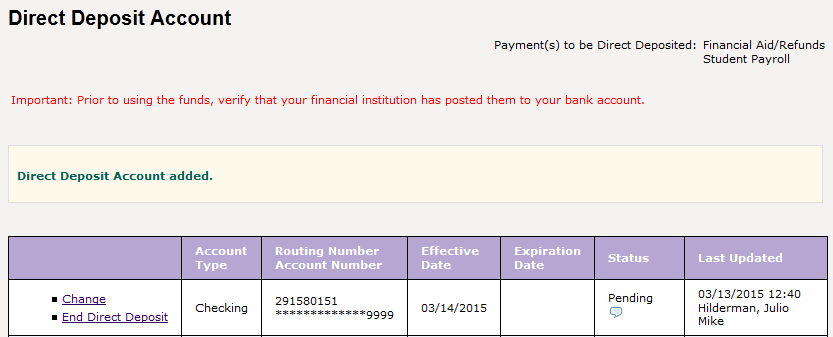 Direct Deposit Account
Payment(s) to be Direct Deposited: Financial Aid/Refunds
Student Payroll
Important: Prior to using the funds, verify that your financial institution has posted them to your bank account.
Direct Deposit Account added.
Account Type
Routing Number Account Number
Effective Date
Expiration Date
Status
Last Updated
Change
End Direct Deposit
Checking
291580151
*************9999
03/14/2015
Pending
03/13/2015 12:40
Hilderman, Julio
Mike